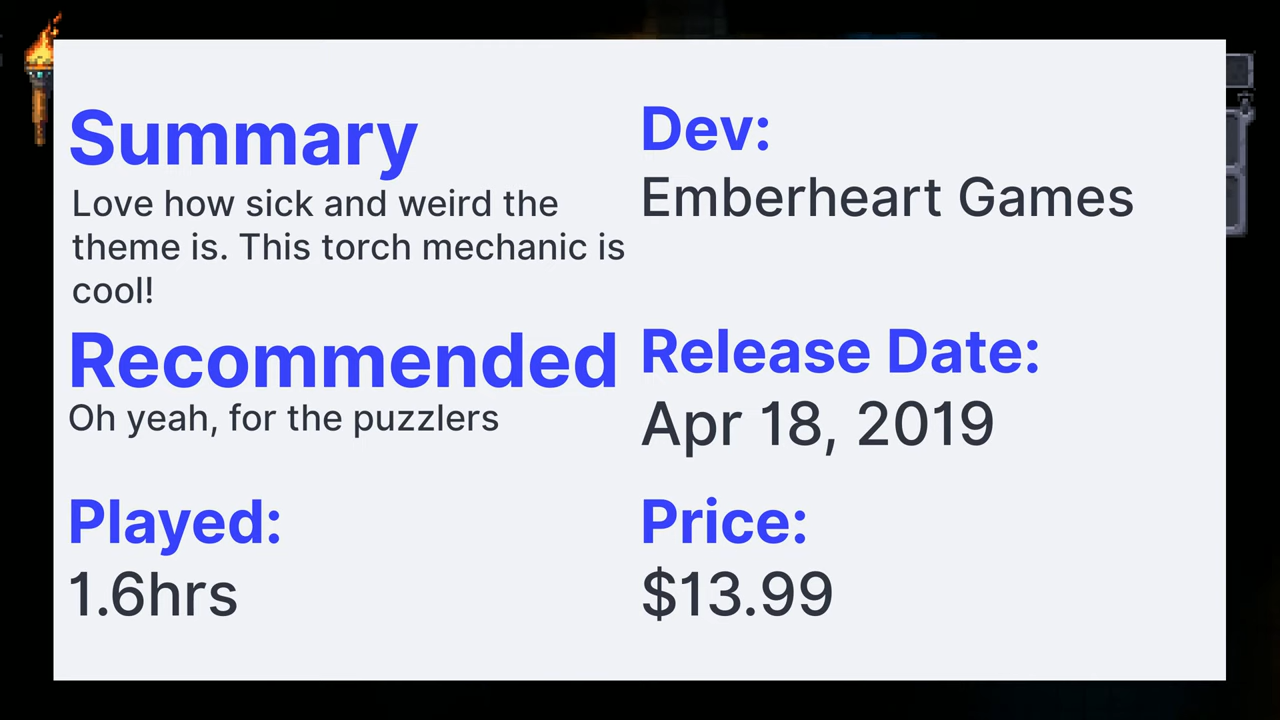 Summary
Love how sick and weird the
theme is. This torch mechanic is
cool!
Recommended
Oh yeah, for the puzzlers
Played:
1.6hrs
Dev:
Emberheart Games
Release Date:
Apr 18, 2019
Price:
$13.99